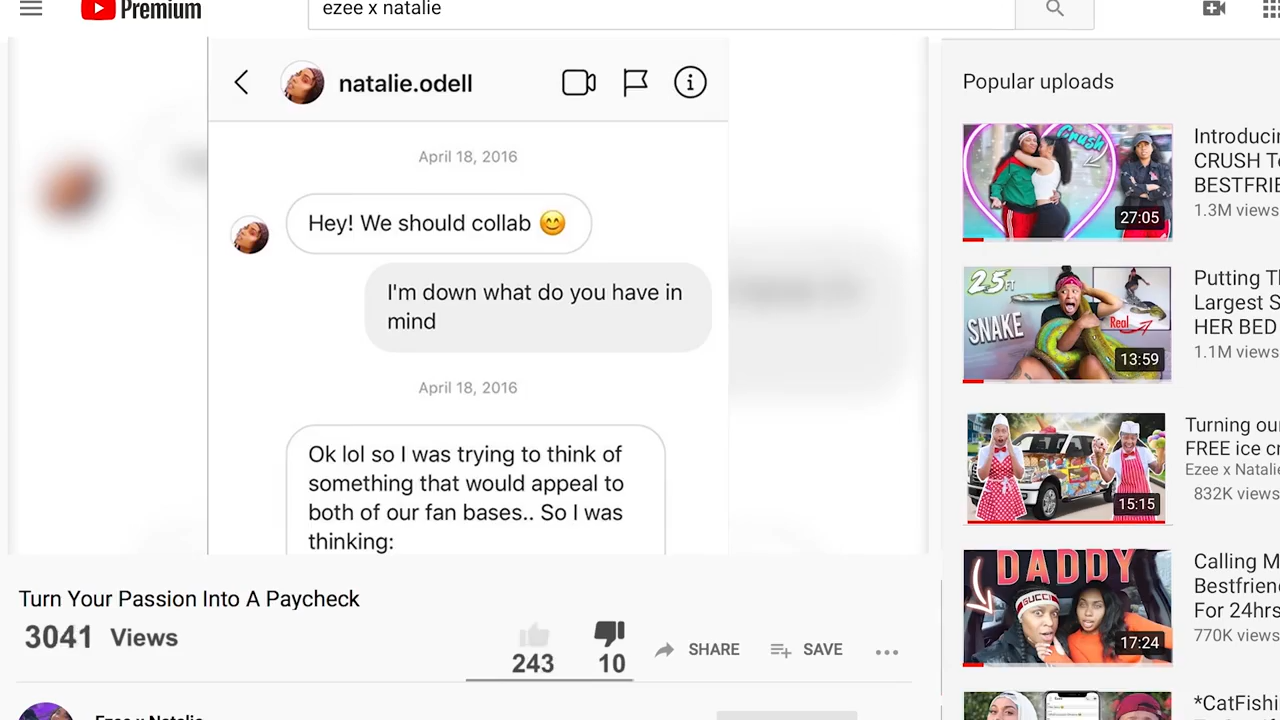 Premium
ezee x natalie
natalie.odell
April 18, 2016
Hey! We should collab 😊
I'm down what do you have in
mind
April 18, 2016
Ok lol so I was trying to think of
something that would appeal to
both of our fan bases.. So I was
thinking:
Turn Your Passion Into A Paycheck
3041 Views
243
10
SHARE
SAVE
Ezee x Natalie
Popular uploads
Crush
27:05
Introducin
CRUSH T
BESTFRIE
1.3M views
25FT
SNAKE
Real
13:59
Putting Th
Largest S
HER BED
1.1M views
15:15
Turning ou
FREE ice cr
Ezee x Natalie
832K views
DADDY
GUCCI
17:24
Calling M
Bestfrien
For 24hrs
770K views
*CatFishi